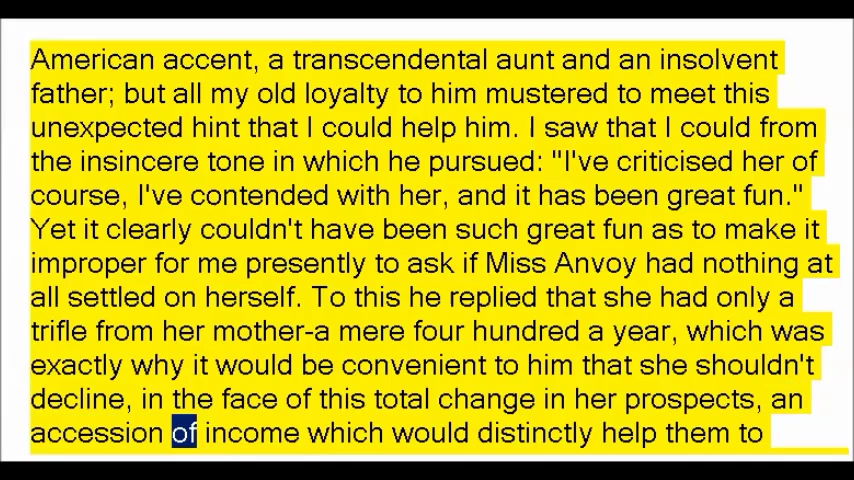 American accent, a transcendental aunt and an insolvent
father; but all my old loyalty to him mustered to meet this
unexpected hint that I could help him. I saw that I could from
the insincere tone in which he pursued: "I've criticised her of
course, I've contended with her, and it has been great fun."
Yet it clearly couldn't have been such great fun as to make it
improper for me presently to ask if Miss Anvoy had nothing at
all settled on herself. To this he replied that she had only a
trifle from her mother-a mere four hundred a year, which was
exactly why it would be convenient to him that she shouldn't
decline, in the face of this total change in her prospects, an
accession of income which would distinctly help them to